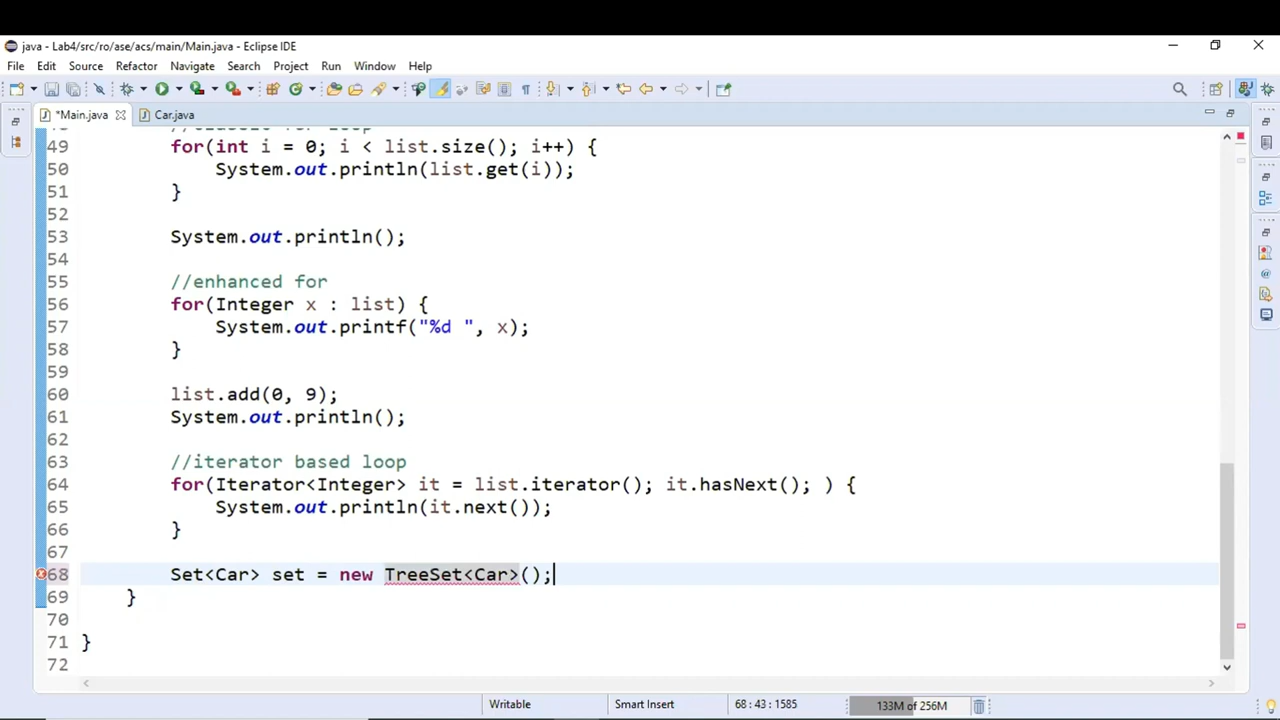 java - Lab4/src/ro/ase/acs/main/Main.java - Eclipse IDE
File Edit Source Refactor Navigate Search Project Run Window Help
*Main.java Car.java
49 for(int i = 0; i < list.size(); i++) {
50 System.out.println(list.get(i));
51 }
52
53 System.out.println();
54
55 //enhanced for
56 for(Integer x : list) {
57 System.out.printf("%d ", x);
58 }
59
60 list.add(0, 9);
61 System.out.println();
62
63 //iterator based loop
64 for(Iterator<Integer> it = list.iterator(); it.hasNext(); ) {
65 System.out.println(it.next());
66 }
67
68 Set<Car> set = new TreeSet<Car>();
69 }
70
71 }
72
Writable Smart Insert 68 : 43 : 1585 133M of 256M